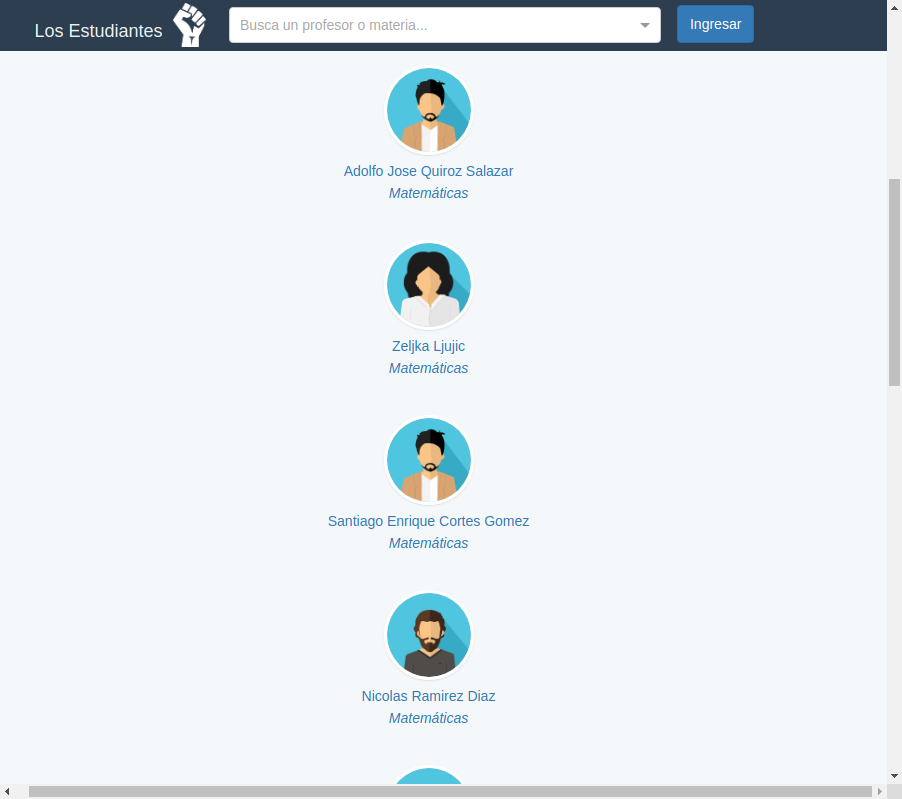 Los Estudiantes
Busca un profesor o materia...
Ingresar
Adolfo Jose Quiroz Salazar
Matemáticas
Zeljka Ljujic
Matemáticas
Santiago Enrique Cortes Gomez
Matemáticas
Nicolas Ramirez Diaz
Matemáticas